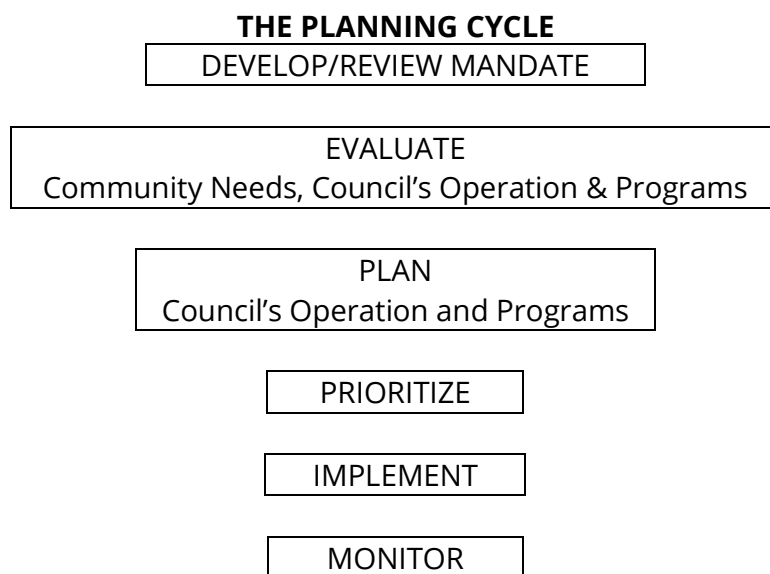 THE PLANNING CYCLE
DEVELOP/REVIEW MANDATE
EVALUATE
Community Needs, Council’s Operation & Programs
PLAN
Council’s Operation and Programs
PRIORITIZE
IMPLEMENT
MONITOR